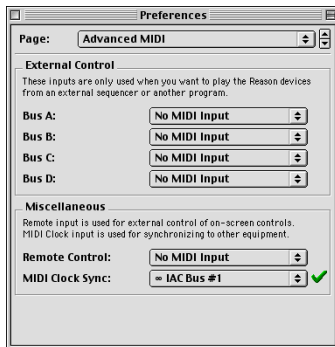 Preferences
Page: Advanced MIDI
External Control
These inputs are only used when you want to play the Reason devices
from an external sequencer or another program.
Bus A: No MIDI Input
Bus B: No MIDI Input
Bus C: No MIDI Input
Bus D: No MIDI Input
Miscellaneous
Remote input is used for external control of on-screen controls.
MIDI Clock input is used for synchronizing to other equipment.
Remote Control: No MIDI Input
MIDI Clock Sync: ∞ IAC Bus #1